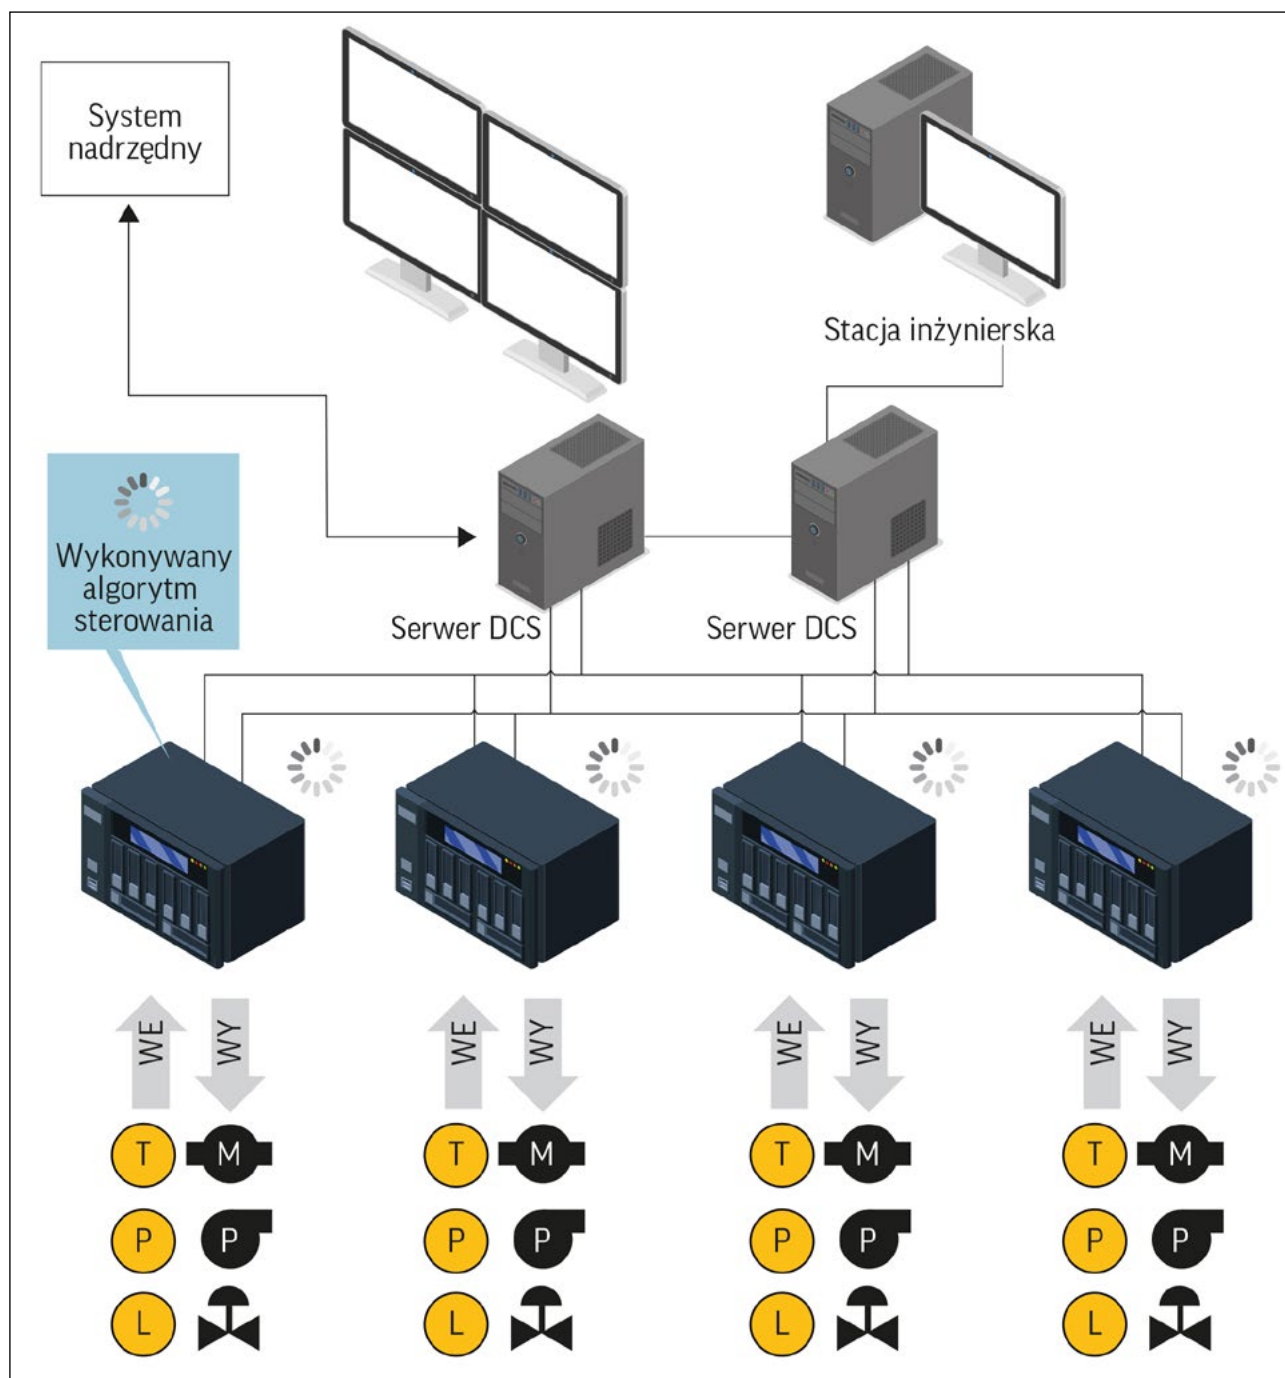 System
nadrzędny
Stacja inżynierska
Wykonywany
algorytm
sterowania
Serwer DCS
Serwer DCS
WE
WY
WE
WY
WE
WY
WE
WY
T
M
T
M
T
M
T
M
P
P
P
P
P
P
P
P
L
L
L
L